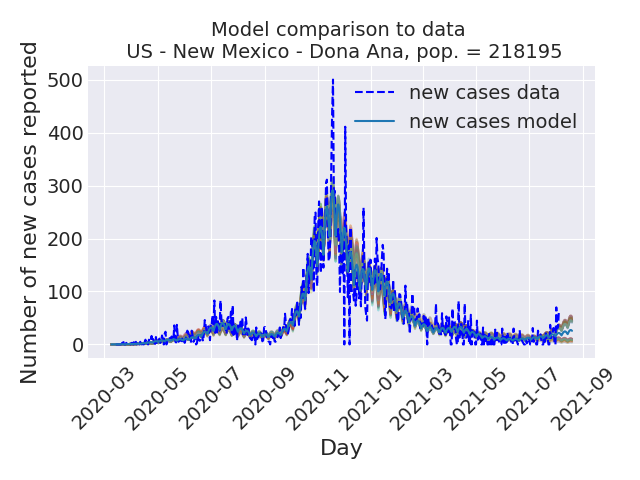 Model comparison to data
US - New Mexico - Dona Ana, pop. = 218195
Number of new cases reported
500
400
300
200
100
0
new cases data
new cases model
2020-03
2020-05
2020-07
2020-09
2020-11
2021-01
2021-03
2021-05
2021-07
2021-09
Day